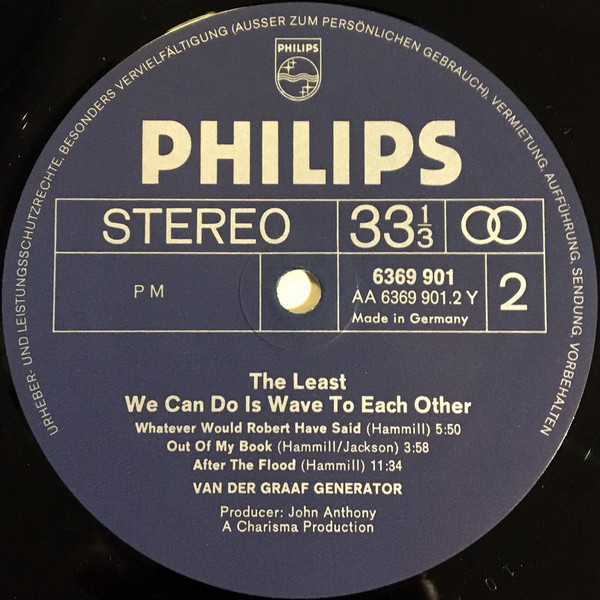 URHEBER- UND LEISTUNGSSCHUTZRECHTE, BESONDERS VERVIELFÄLTIGUNG (AUSSER ZUM PERSÖNLICHEN GEBRAUCH), VERMIETUNG, AUFFÜHRUNG, SENDUNG, VORBEHALTEN
PHILIPS
PHILIPS
STEREO 33 1/3
PM
6369 901
AA 6369 901.2 Y
Made in Germany
2
The Least
We Can Do Is Wave To Each Other
Whatever Would Robert Have Said (Hammill) 5:50
Out Of My Book (Hammill/Jackson) 3:58
After The Flood (Hammill) 11:34
VAN DER GRAAF GENERATOR
Producer: John Anthony
A Charisma Production